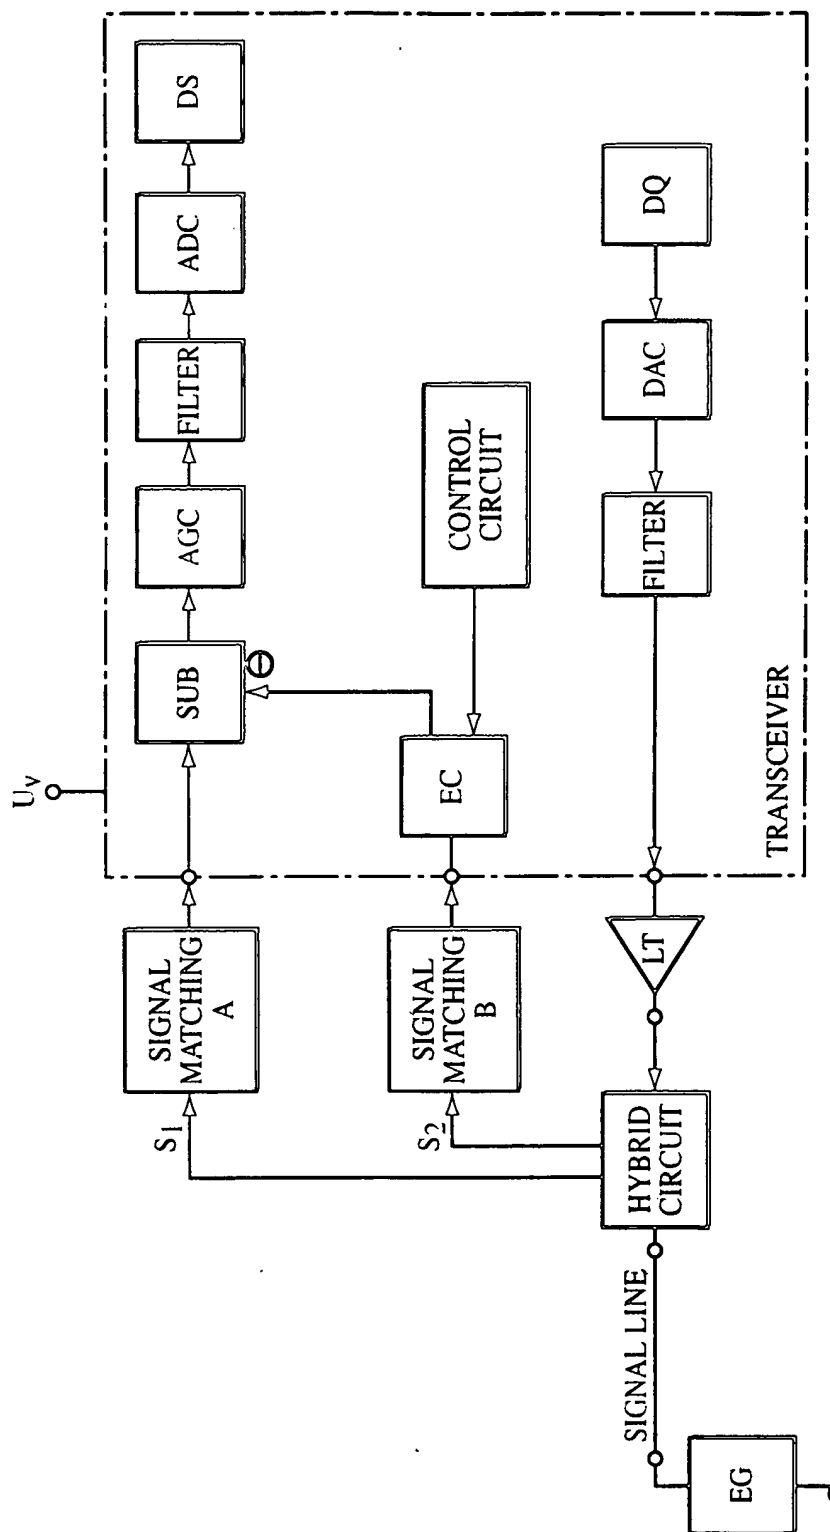 U_V
DS
ADC
FILTER
AGC
SUB
⊖
SIGNAL
MATCHING
A
S1
CONTROL
CIRCUIT
EC
SIGNAL
MATCHING
B
S2
DQ
DAC
FILTER
LT
HYBRID
CIRCUIT
SIGNAL LINE
EG
TRANSCEIVER